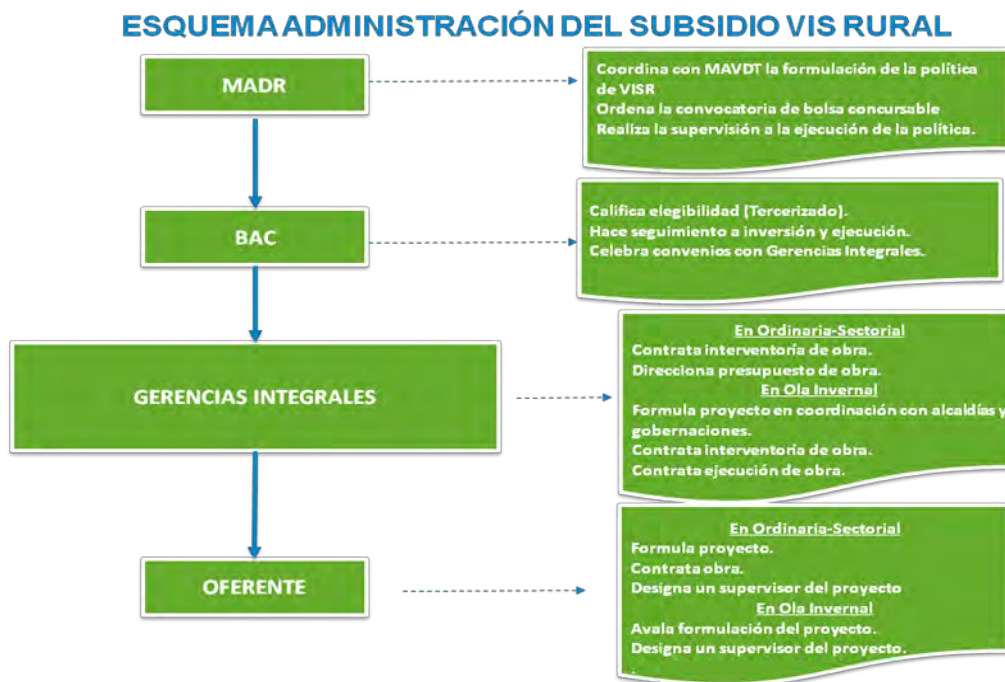 ESQUEMA ADMINISTRACIÓN DEL SUBSIDIO VIS RURAL
MADR
Coordina con MAVDT la formulación de la política
de VISR
Ordena la convocatoria de bolsa concursable
Realiza la supervisión a la ejecución de la política.
BAC
Califica elegibilidad (Tercerizado).
Hace seguimiento a inversión y ejecución.
Celebra convenios con Gerencias Integrales.
GERENCIAS INTEGRALES
En Ordinaria-Sectorial
Contrata interventoría de obra.
Direcciona presupuesto de obra.
En Ola Invernal
Formula proyecto en coordinación con alcaldías y
gobernaciones.
Contrata interventoría de obra.
Contrata ejecución de obra.
OFERENTE
En Ordinaria-Sectorial
Formula proyecto.
Contrata obra.
Designa un supervisor del proyecto
En Ola Invernal
Avala formulación del proyecto.
Designa un supervisor del proyecto.
.